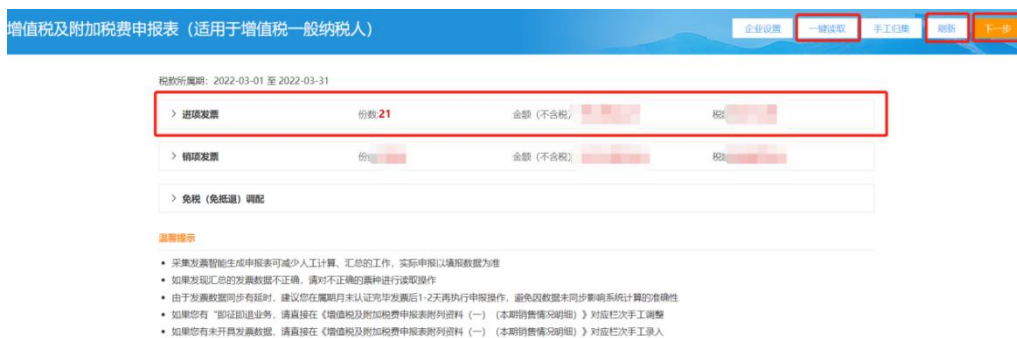 增值税及附加税费申报表（适用于增值税一般纳税人）
企业设置 一键读取 手工归集 刷新 下一步
税款所属期：2022-03-01 至 2022-03-31
进项发票 份数:21 金额（不含税）
销项发票 金额（不含税）
免税（免抵退）调配
温馨提示
• 采集发票智能生成申报表可减少人工计算、汇总的工作，实际申报以填报数据为准
• 如果发现汇总的发票数据不正确，请对不正确的票种进行读取操作
• 由于发票数据同步有延时，建议您在属期月末认证完毕发票后1-2天再执行申报操作，避免因数据未同步影响系统计算的准确性
• 如果您有“即征即退业务，请直接在《增值税及附加税费申报表附列资料（一）（本期销售情况明细）》对应栏次手工调整
• 如果您有未开具发票数据，请直接在《增值税及附加税费申报表附列资料（一）（本期销售情况明细）》对应栏次手工录入